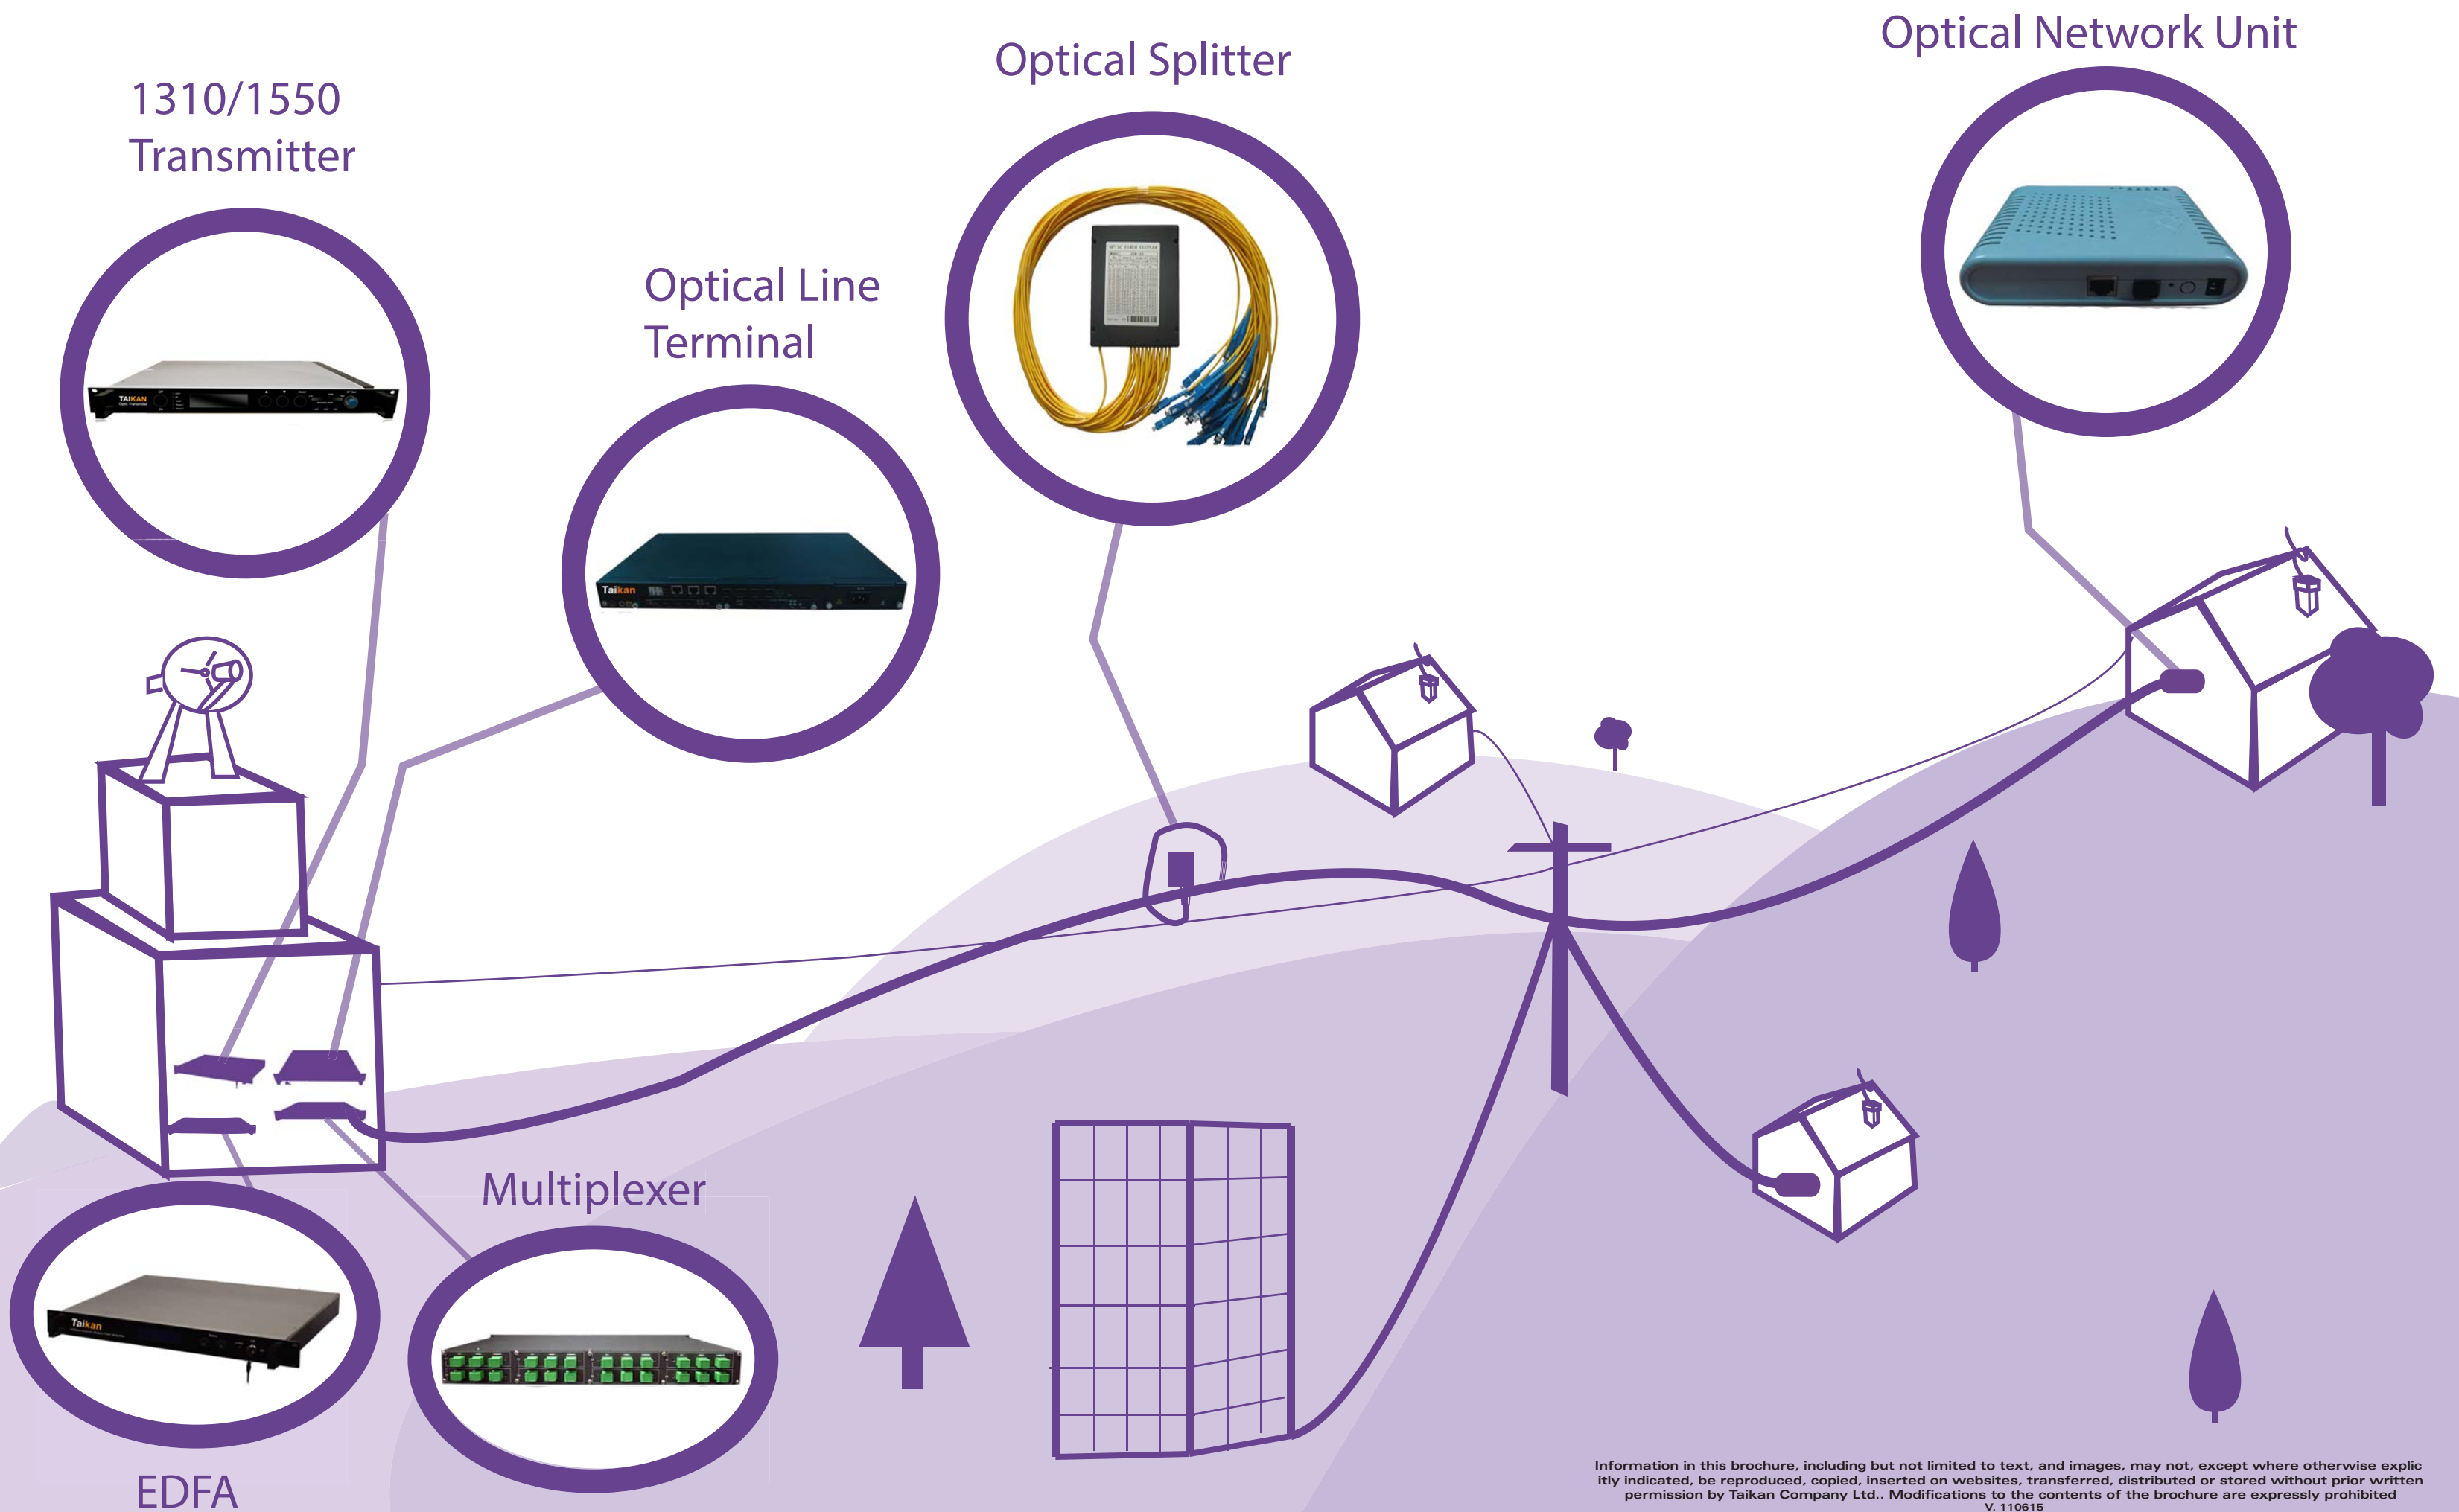 Optical Network Unit
Optical Splitter
1310/1550
Transmitter
Optical Line
Terminal
TAIKAN
Optic Transmitter
Taikan
Multiplexer
Taikan
EDFA
Information in this brochure, including but not limited to text, and images, may not, except where otherwise explic
itly indicated, be reproduced, copied, inserted on websites, transferred, distributed or stored without prior written
permission by Taikan Company Ltd.. Modifications to the contents of the brochure are expressly prohibited
V. 110615